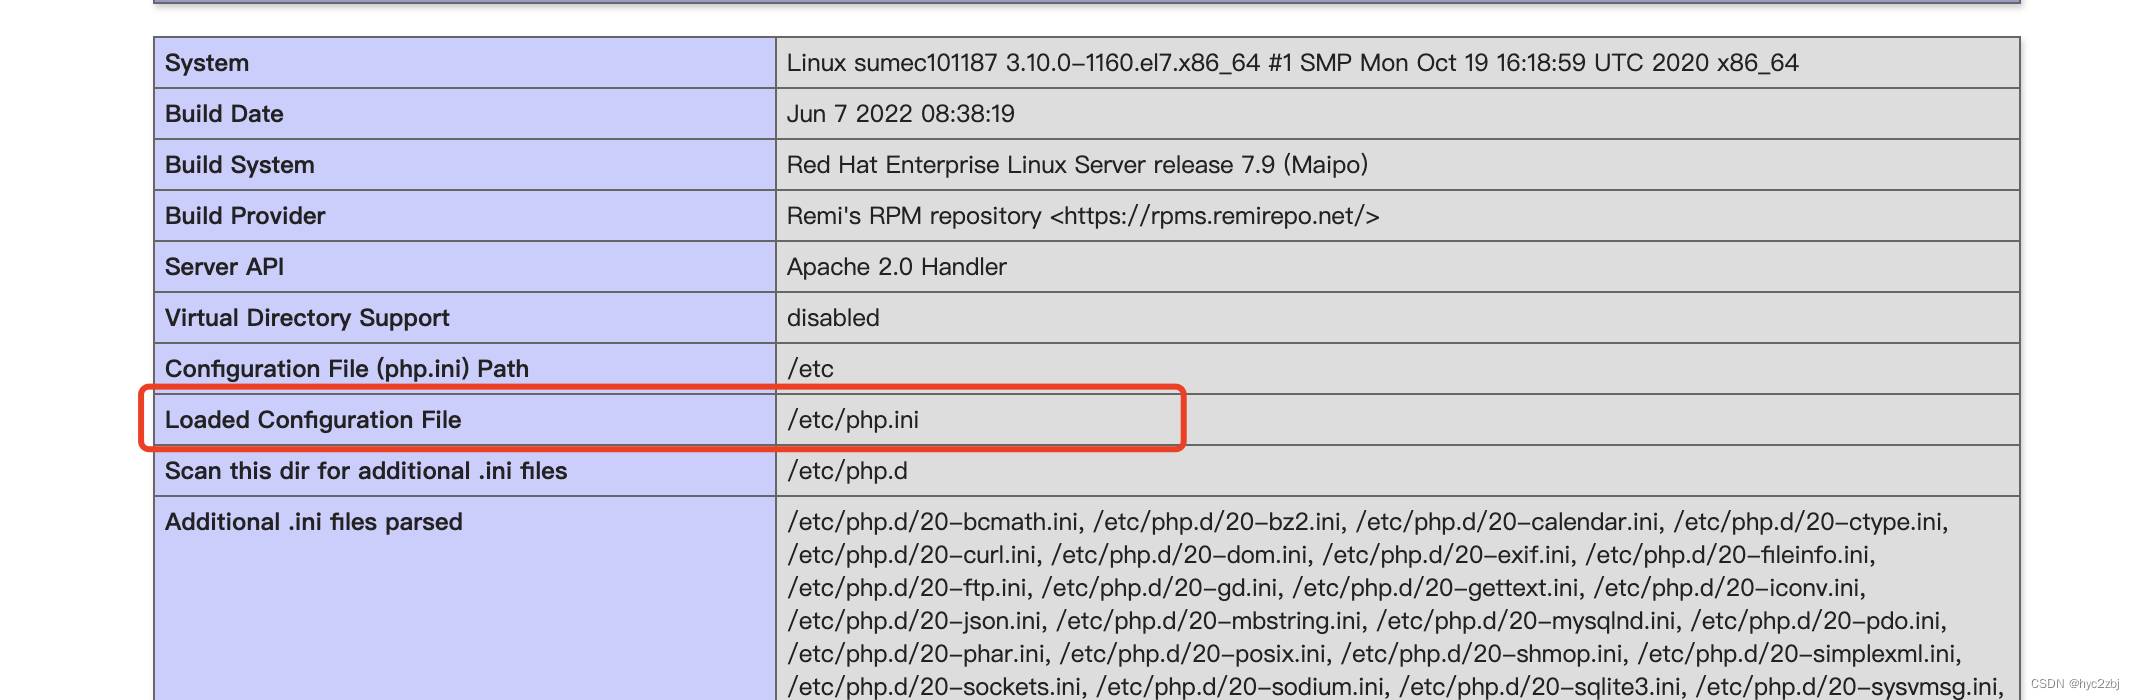 System Linux sumec101187 3.10.0-1160.el7.x86_64 #1 SMP Mon Oct 19 16:18:59 UTC 2020 x86_64
Build Date Jun 7 2022 08:38:19
Build System Red Hat Enterprise Linux Server release 7.9 (Maipo)
Build Provider Remi's RPM repository <https://rpms.remirepo.net/>
Server API Apache 2.0 Handler
Virtual Directory Support disabled
Configuration File (php.ini) Path /etc
Loaded Configuration File /etc/php.ini
Scan this dir for additional .ini files /etc/php.d
Additional .ini files parsed /etc/php.d/20-bcmath.ini, /etc/php.d/20-bz2.ini, /etc/php.d/20-calendar.ini, /etc/php.d/20-ctype.ini,
/etc/php.d/20-curl.ini, /etc/php.d/20-dom.ini, /etc/php.d/20-exif.ini, /etc/php.d/20-fileinfo.ini,
/etc/php.d/20-ftp.ini, /etc/php.d/20-gd.ini, /etc/php.d/20-gettext.ini, /etc/php.d/20-iconv.ini,
/etc/php.d/20-json.ini, /etc/php.d/20-mbstring.ini, /etc/php.d/20-mysqlnd.ini, /etc/php.d/20-pdo.ini,
/etc/php.d/20-phar.ini, /etc/php.d/20-posix.ini, /etc/php.d/20-shmop.ini, /etc/php.d/20-simplexml.ini,
/etc/php.d/20-sockets.ini, /etc/php.d/20-sodium.ini, /etc/php.d/20-sqlite3.ini, /etc/php.d/20-sysvmsg.ini,
CSDN @hyc2zbj